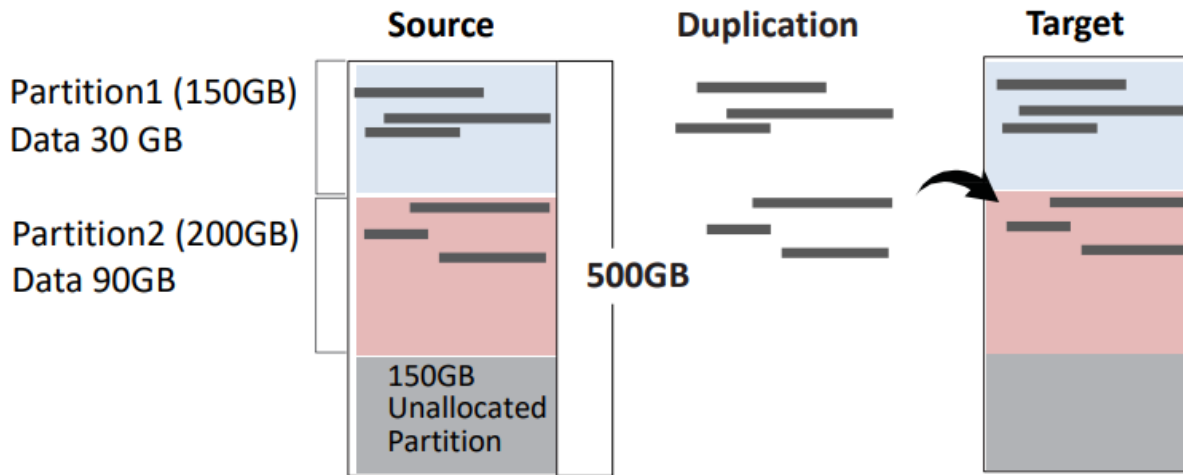 Source
Duplication
Target
Partition1 (150GB)
Data 30 GB
Partition2 (200GB)
Data 90GB
500GB
150GB
Unallocated
Partition